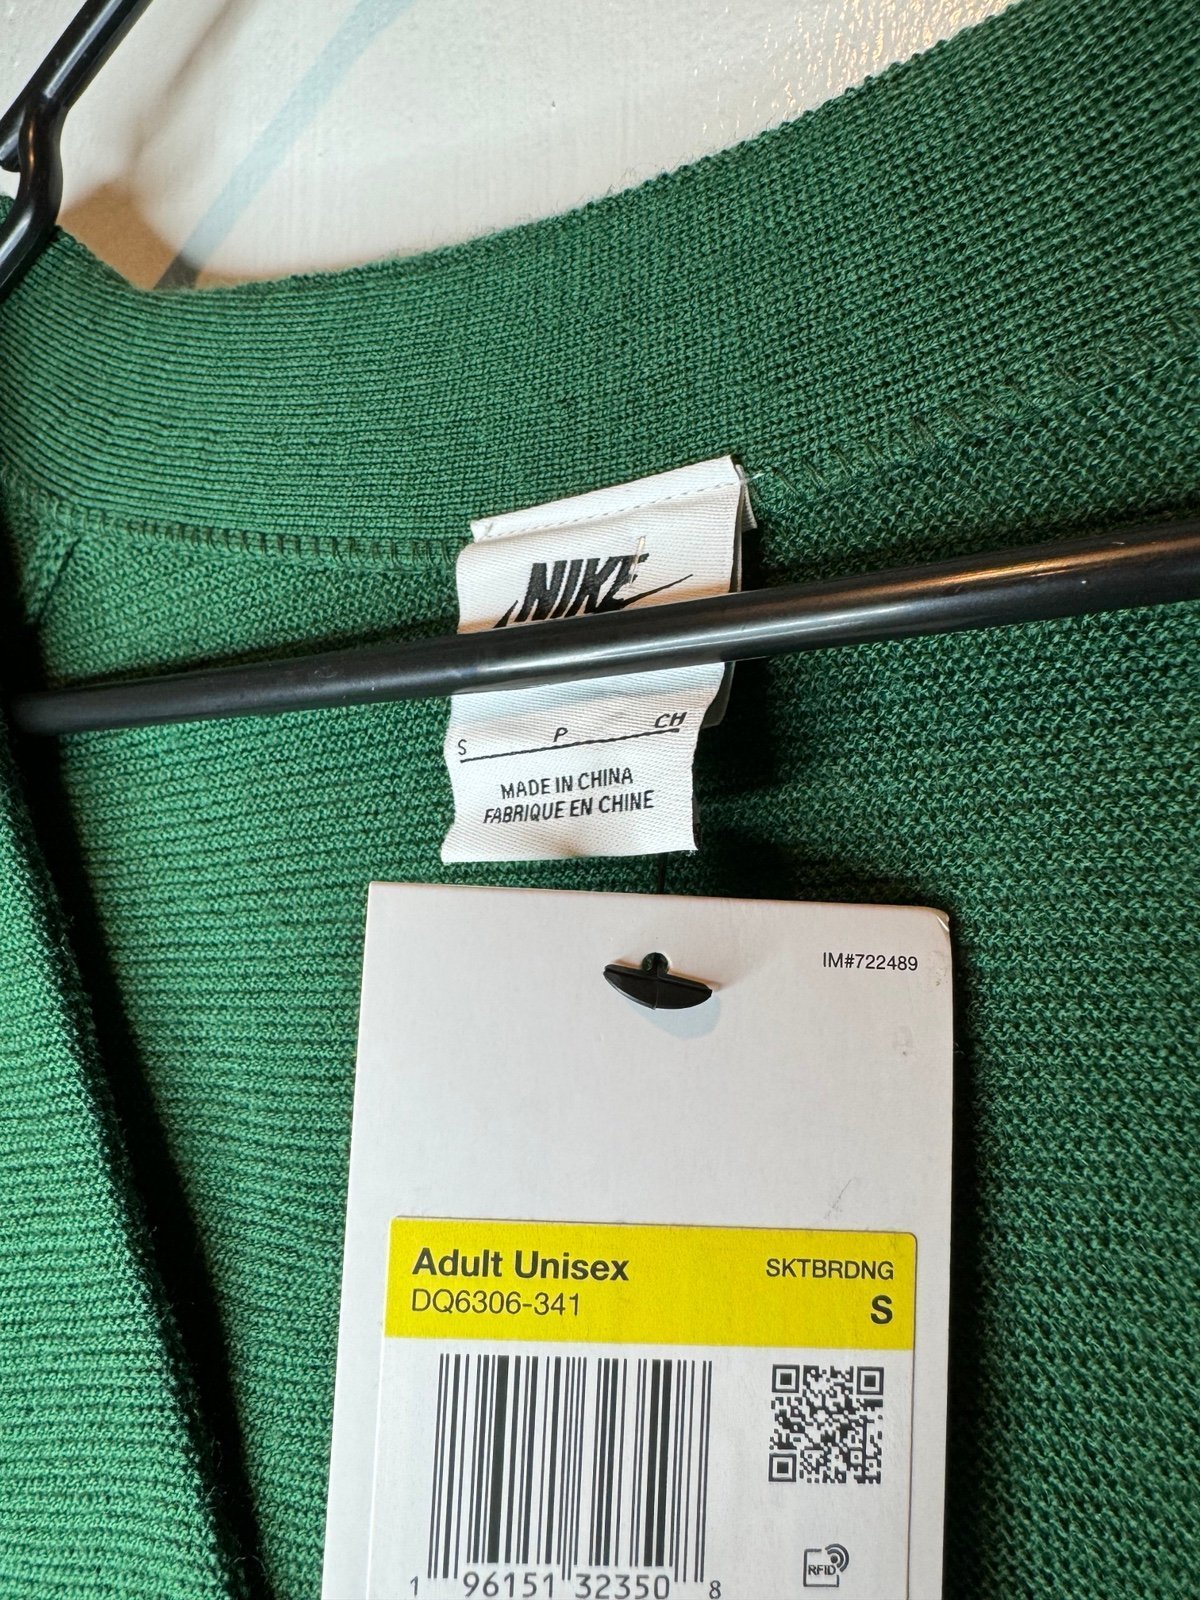 NIKE
S P CH
MADE IN CHINA
FABRIQUE EN CHINE
IM#722489
Adult Unisex SKTBRDNG
DQ6306-341 S
1 96151 32350 8
RFID